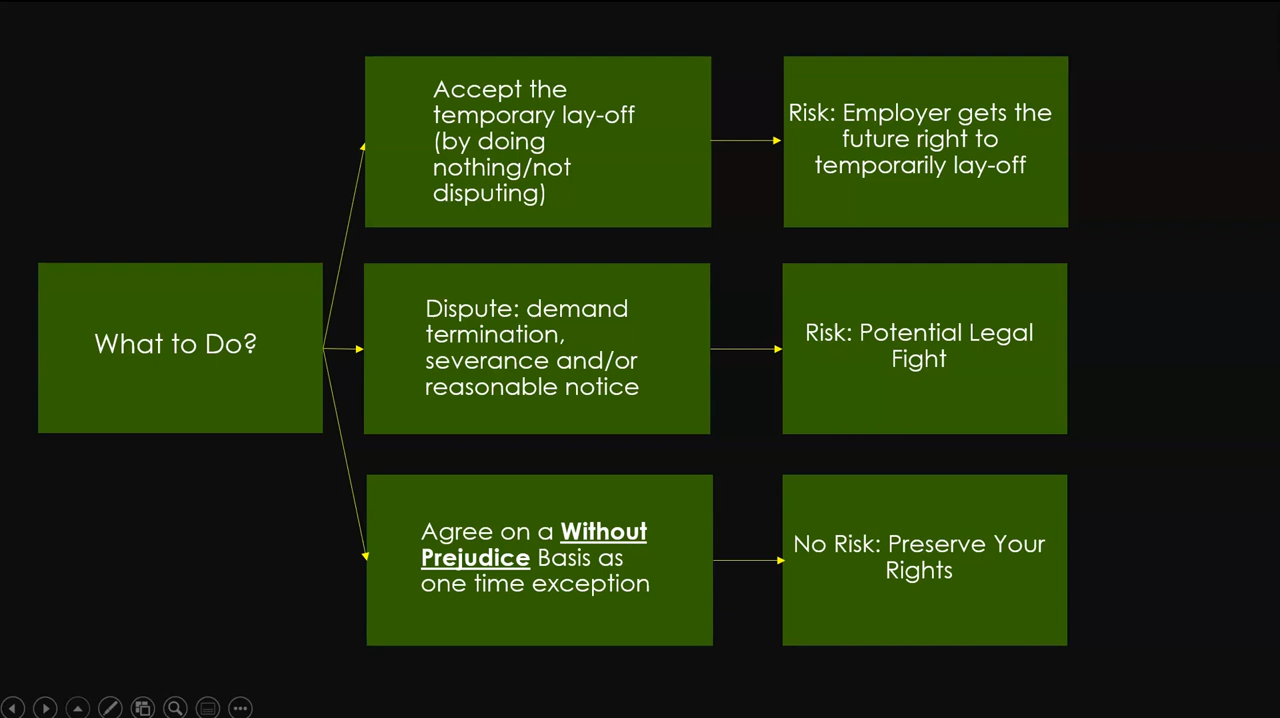 What to Do?
Accept the
temporary lay-off
(by doing
nothing/not
disputing)
Risk: Employer gets the
future right to
temporarily lay-off
Dispute: demand
termination,
severance and/or
reasonable notice
Risk: Potential Legal
Fight
Agree on a Without
Prejudice Basis as
one time exception
No Risk: Preserve Your
Rights